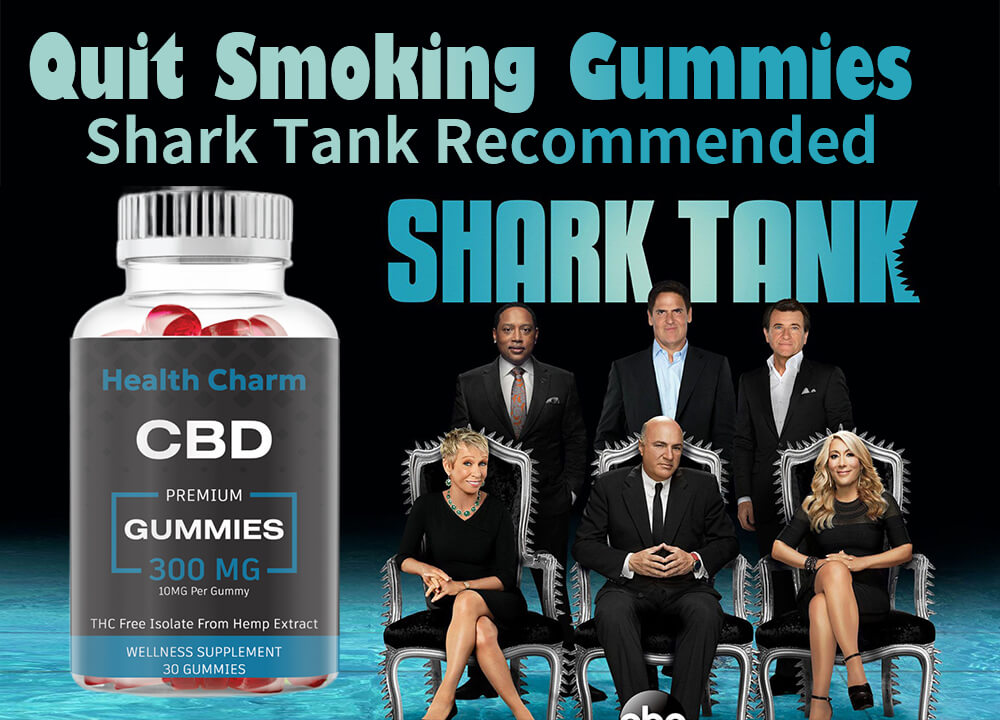 Quit Smoking Gummies
Shark Tank Recommended
SHARK TANK
Health Charm
CBD
PREMIUM
GUMMIES
300 MG
10MG Per Gummy
THC Free Isolate From Hemp Extract
WELLNESS SUPPLEMENT
30 GUMMIES
abc